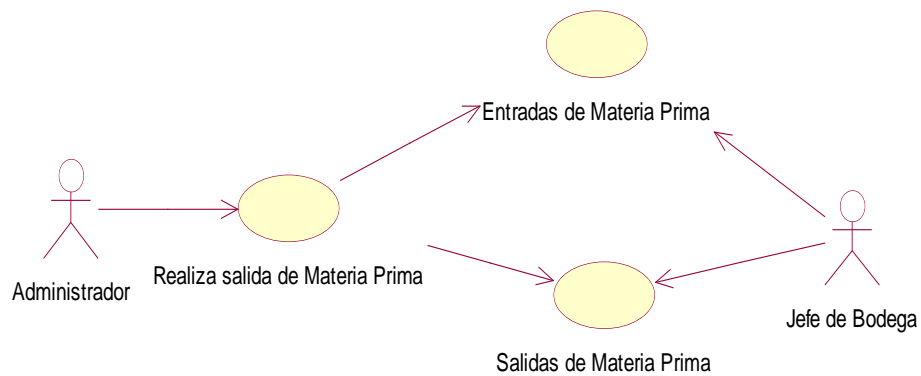 Entradas de Materia Prima
Administrador
Realiza salida de Materia Prima
Jefe de Bodega
Salidas de Materia Prima